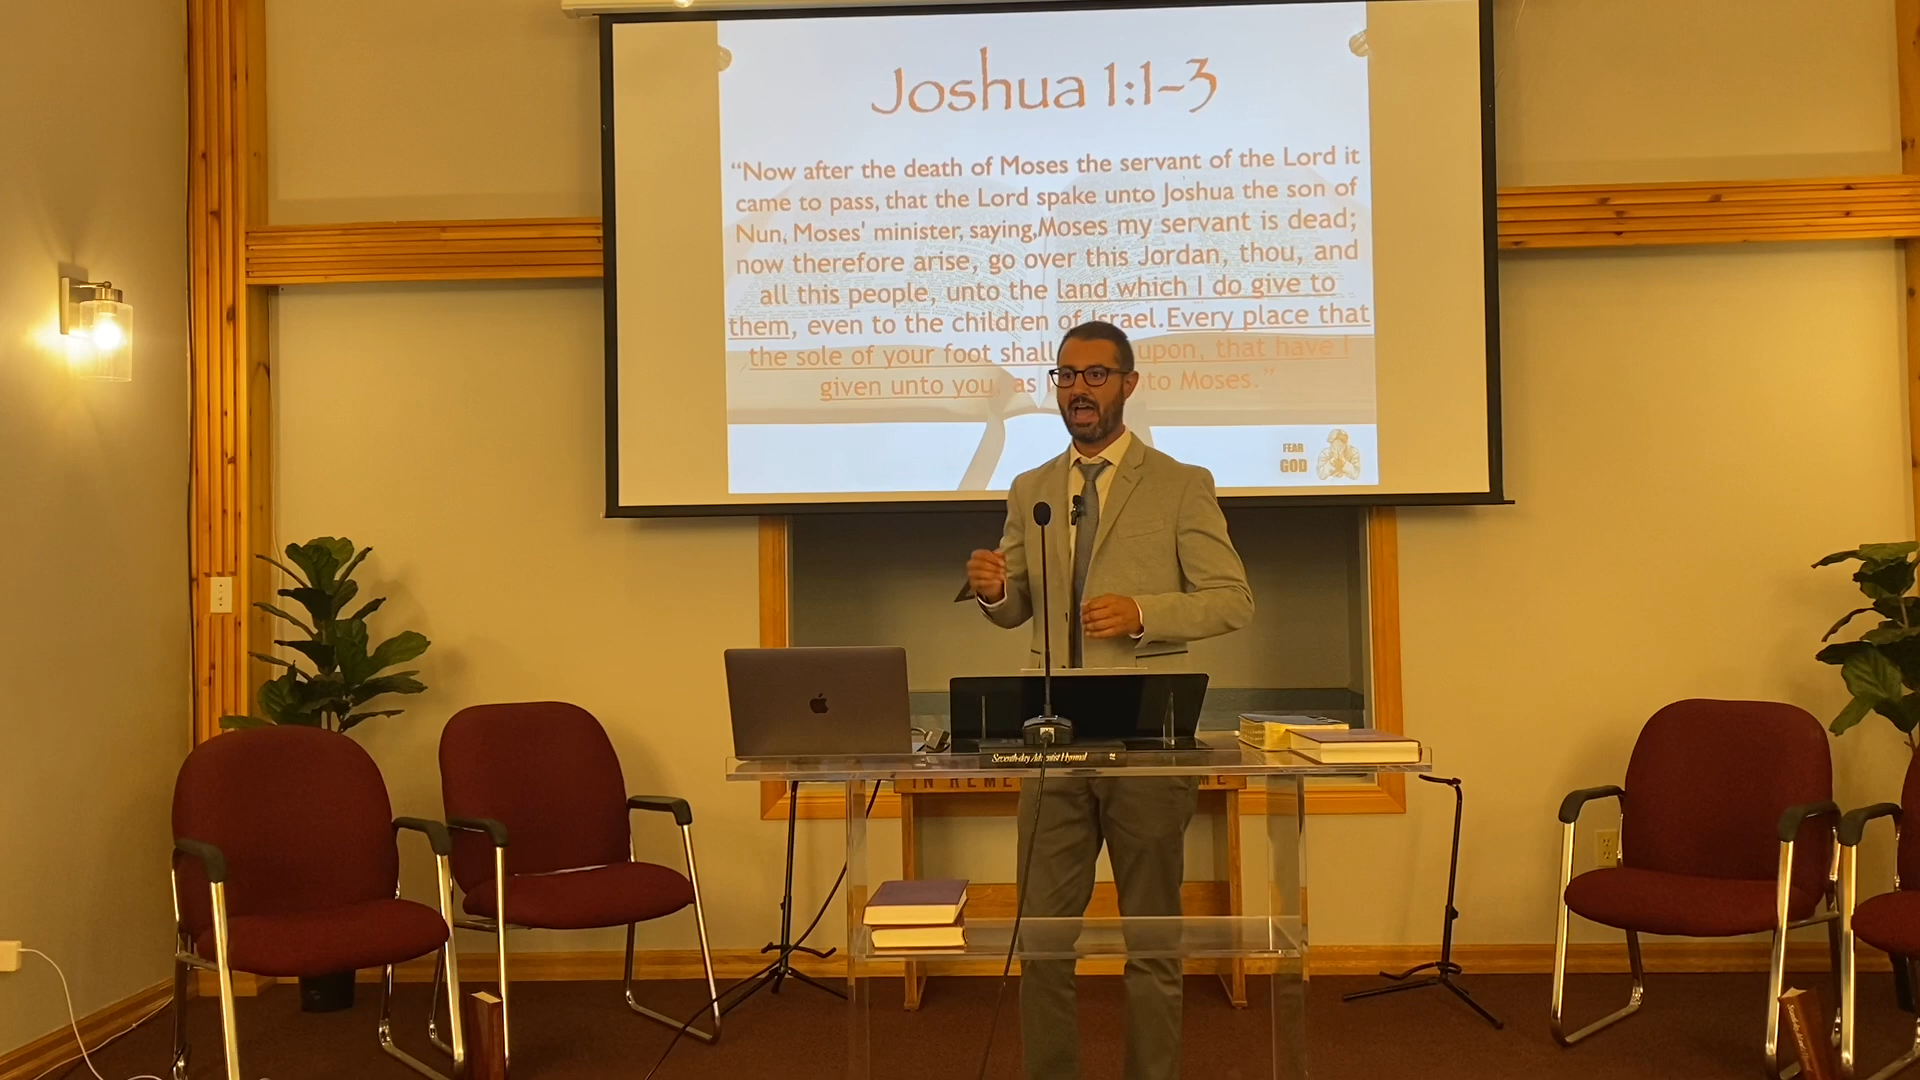 Joshua 1:1-3
“Now after the death of Moses the servant of the Lord it
came to pass, that the Lord spake unto Joshua the son of
Nun, Moses' minister, saying,Moses my servant is dead;
now therefore arise, go over this Jordan, thou, and
all this people, unto the land which I do give to
them, even to the children of Israel.Every place that
the sole of your foot shall upon, that have I
given unto you, as Moses.”
FEAR
GOD
Seventh-day Adventist Hymnal
IN